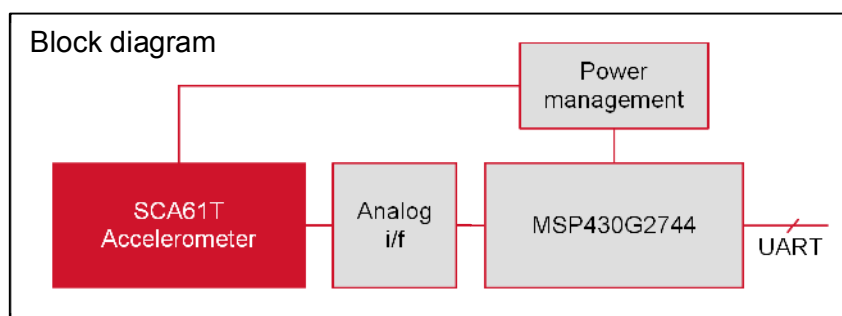 Block diagram
Power
management
SCA61T
Accelerometer
Analog
i/f
MSP430G2744
UART